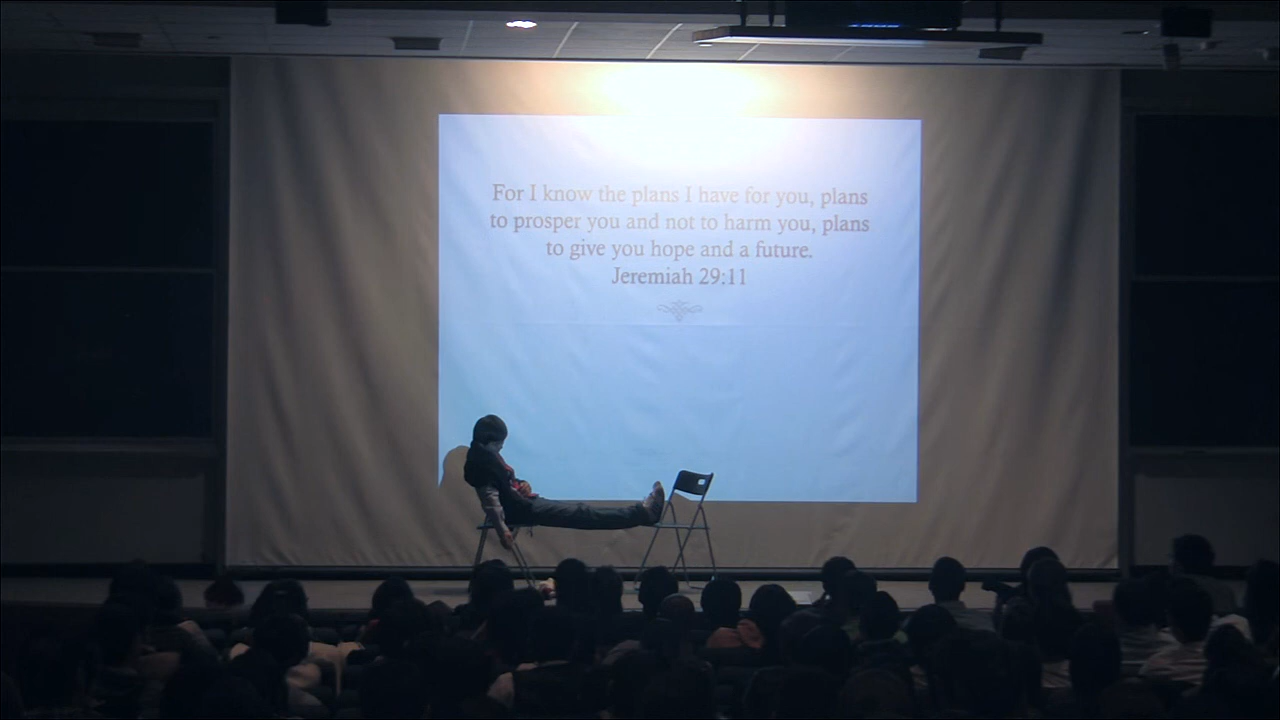 For I know the plans I have for you, plans
to prosper you and not to harm you, plans
to give you hope and a future.
Jeremiah 29:11